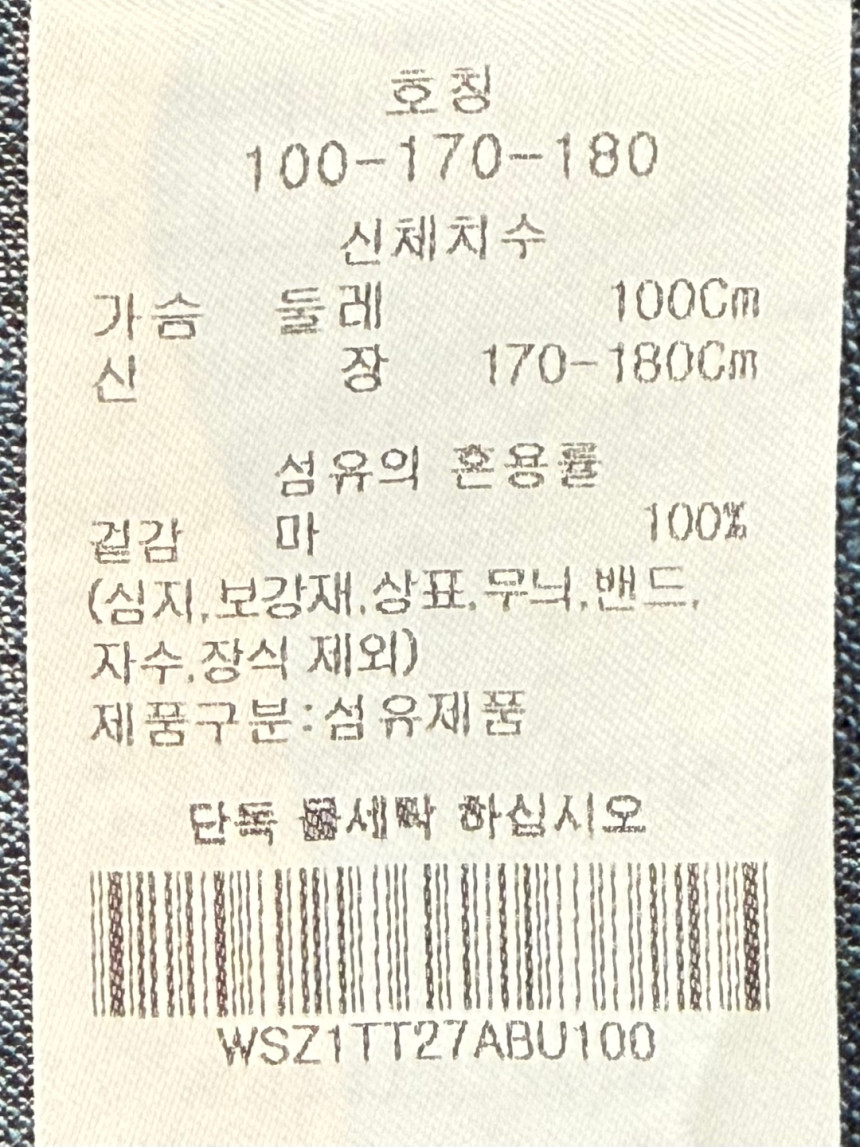 호칭
100-170-180
신체치수
가슴 둘레 100Cm
신 장 170-180Cm
섬유의 혼용률
겉감 마 100%
(심지,보강재,상표,무늬,밴드,
자수,장식 제외)
제품구분:섬유제품
단독 물세탁 하십시오
WSZ1TT27ABU100